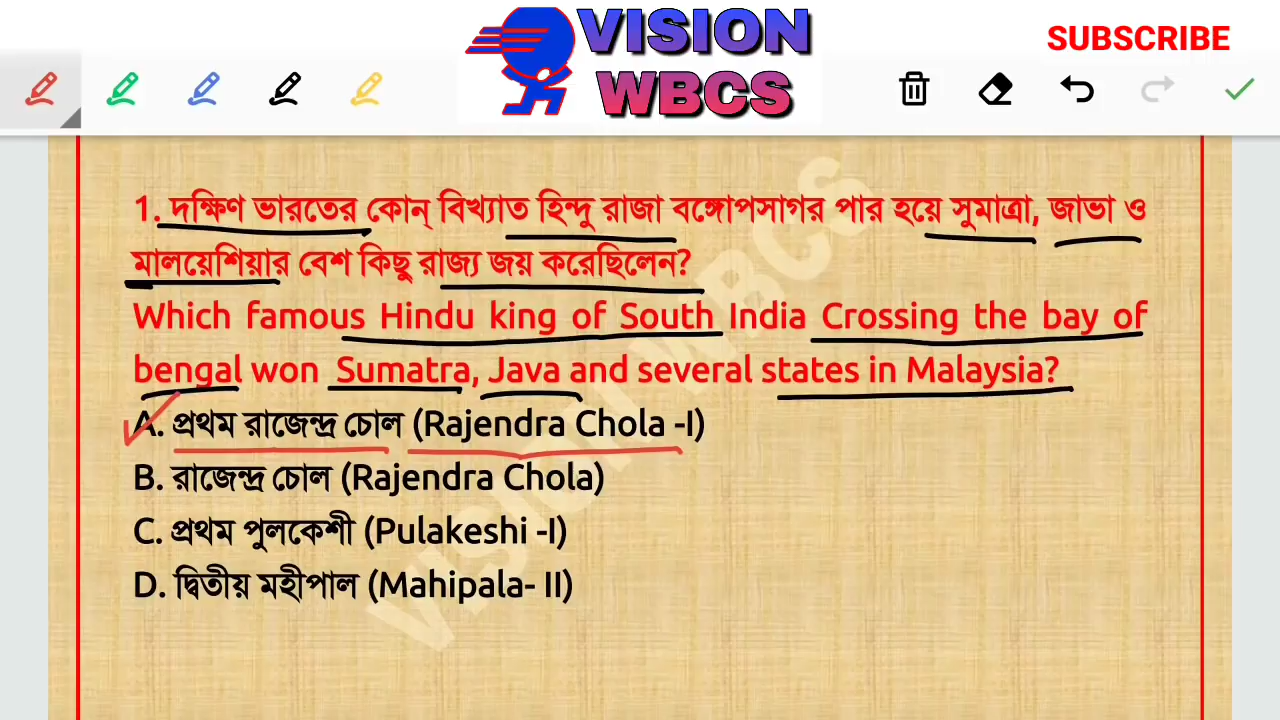 VISION
WBCS
SUBSCRIBE
1. দক্ষিণ ভারতের কোন্ বিখ্যাত হিন্দু রাজা বঙ্গোপসাগর পার হয়ে সুমাত্রা, জাভা ও
মালয়েশিয়ার বেশ কিছু রাজ্য জয় করেছিলেন?
Which famous Hindu king of South India Crossing the bay of
bengal won Sumatra, Java and several states in Malaysia?
A. প্রথম রাজেন্দ্র চোল (Rajendra Chola -I)
B. রাজেন্দ্র চোল (Rajendra Chola)
C. প্রথম পুলকেশী (Pulakeshi -I)
D. দ্বিতীয় মহীপাল (Mahipala- II)
VISION WBCS